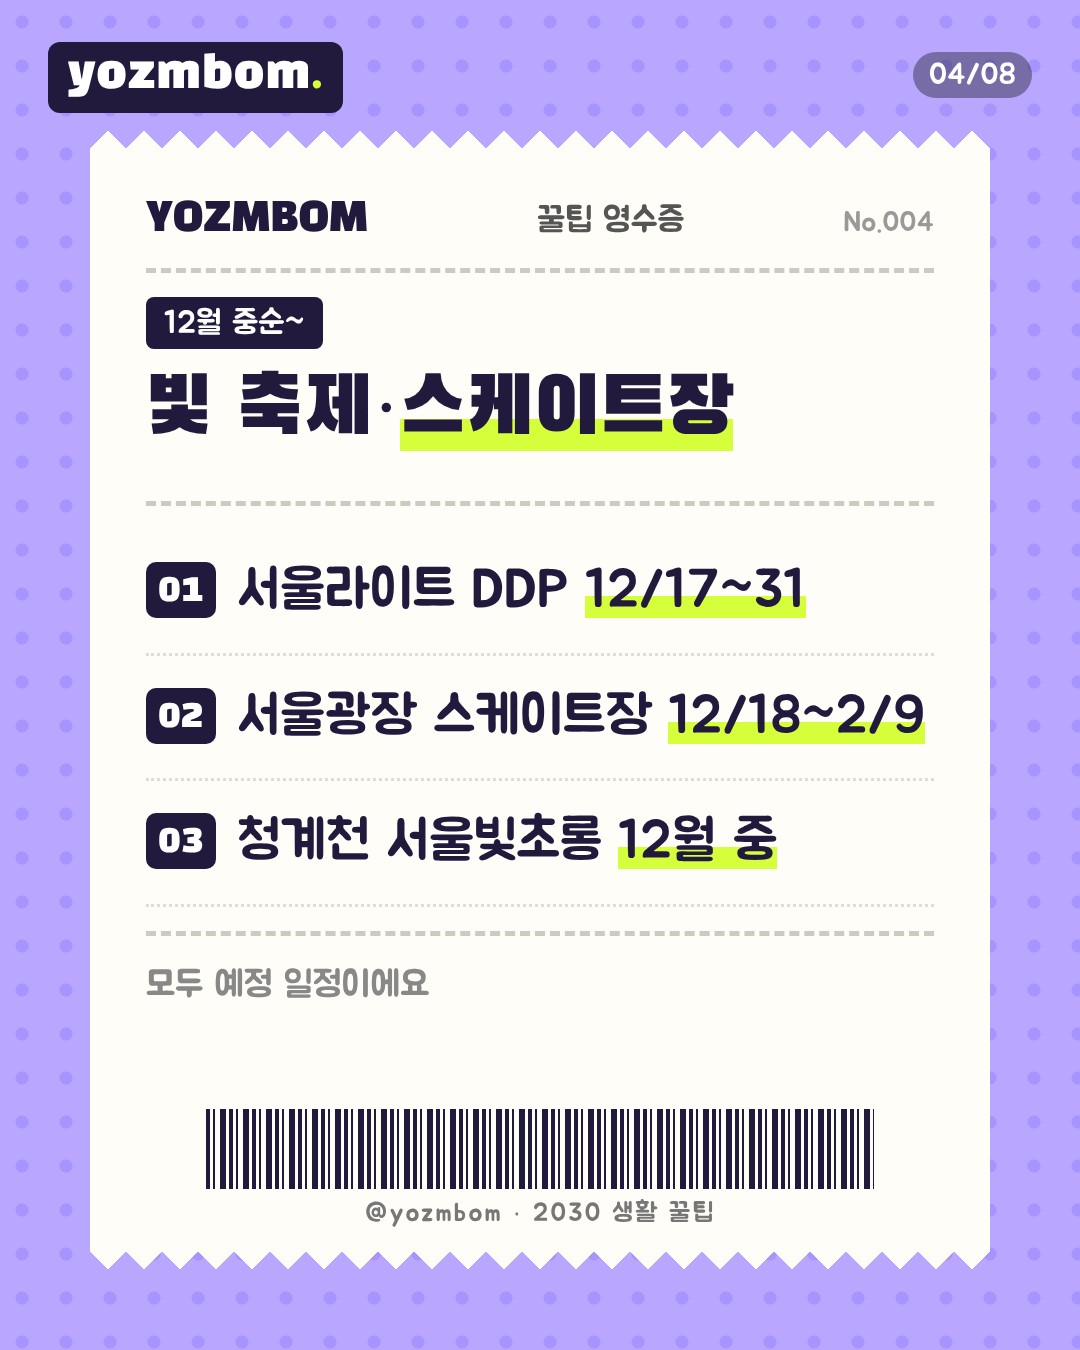 yozmbom.
04/08
YOZMBOM 꿀팁 영수증 No.004
12월 중순~
빛 축제·스케이트장
01 서울라이트 DDP 12/17~31
02 서울광장 스케이트장 12/18~2/9
03 청계천 서울빛초롱 12월 중
모두 예정 일정이에요
@yozmbom · 2030 생활 꿀팁